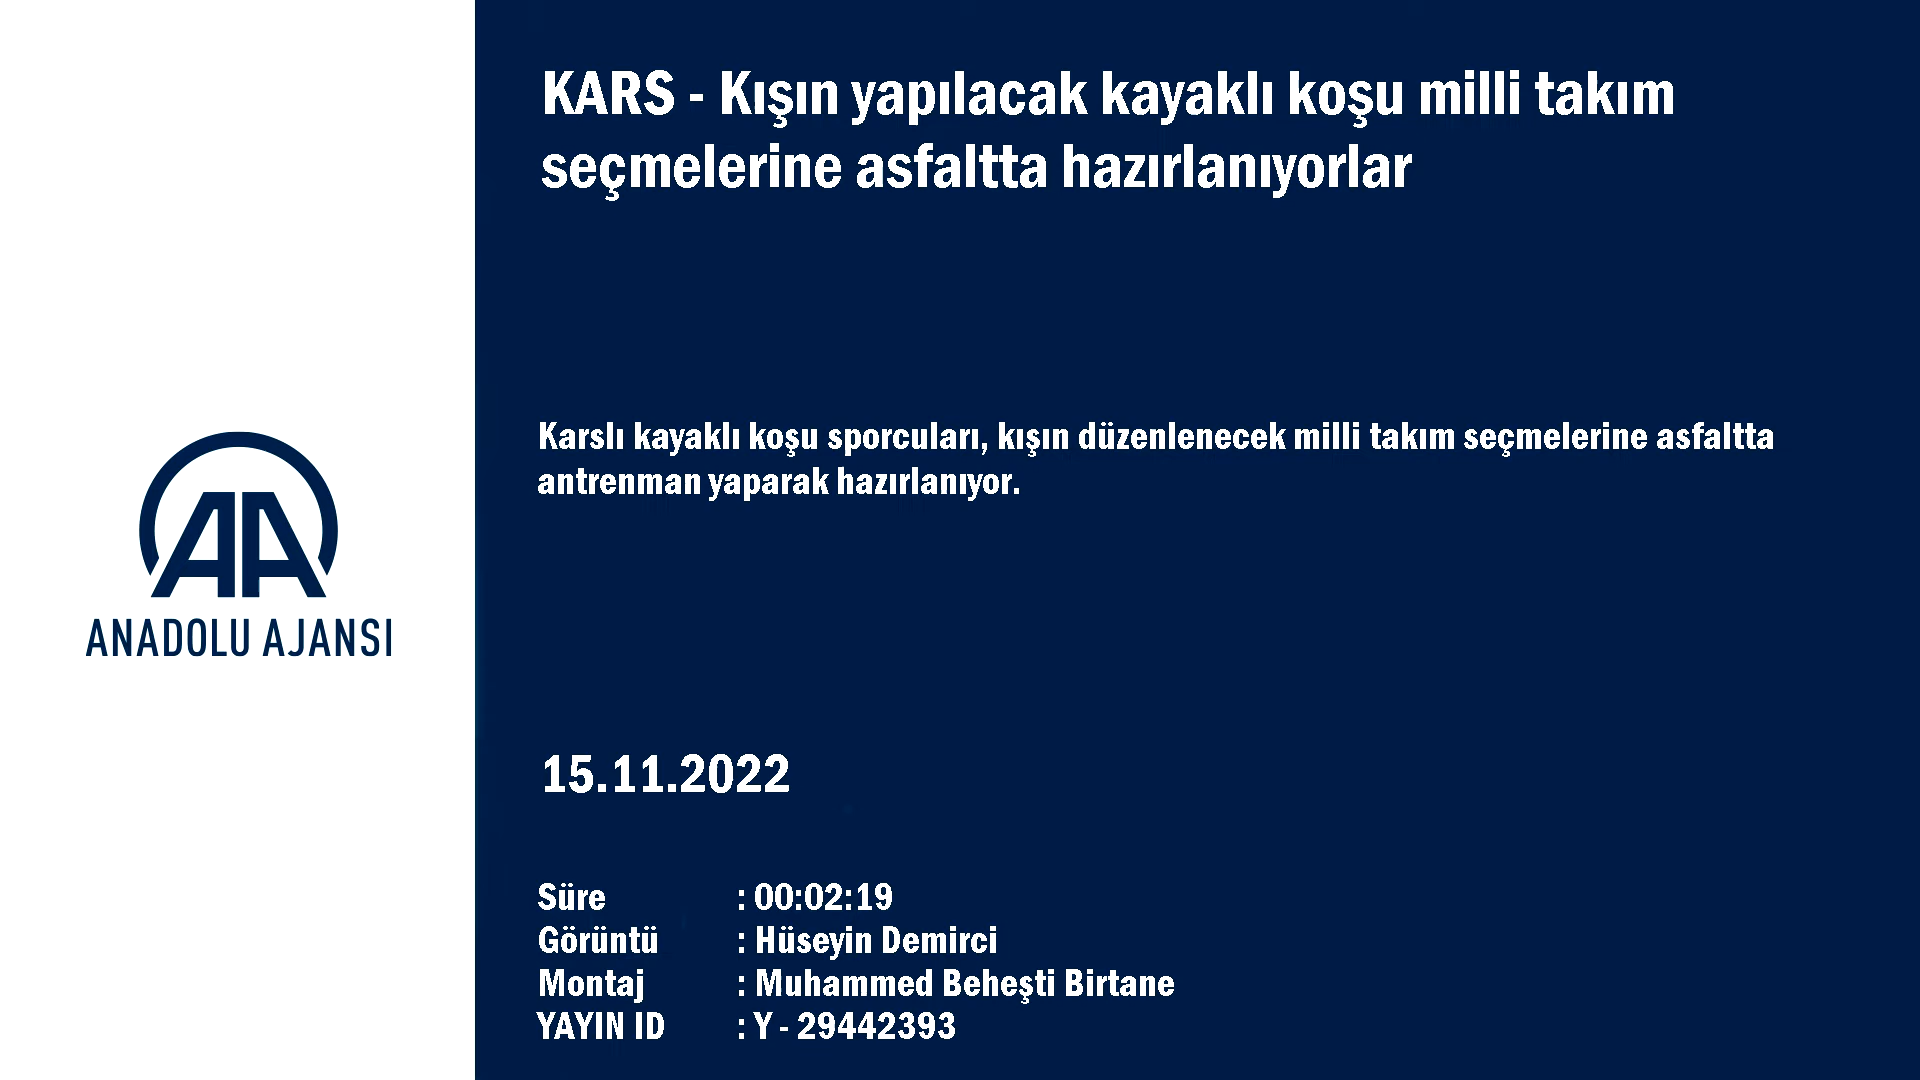 KARS - Kışın yapılacak kayaklı koşu milli takım
seçmelerine asfaltta hazırlanıyorlar
Karslı kayaklı koşu sporcuları, kışın düzenlenecek milli takım seçmelerine asfaltta
antrenman yaparak hazırlanıyor.
AA
ANADOLU AJANSI
15.11.2022
Süre : 00:02:19
Görüntü : Hüseyin Demirci
Montaj : Muhammed Beheşti Birtane
YAYIN ID : Y - 29442393